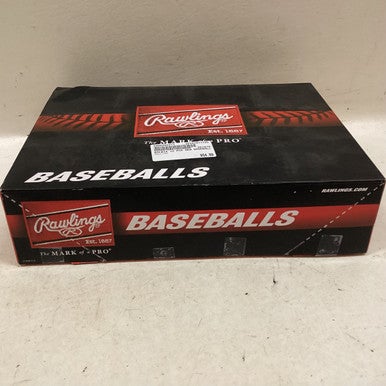 Rawlings
EST. 1887
The MARK of a PRO
BASEBALLS
RAWLINGS.COM
Rawlings
EST. 1887
The MARK of a PRO
BASEBALLS